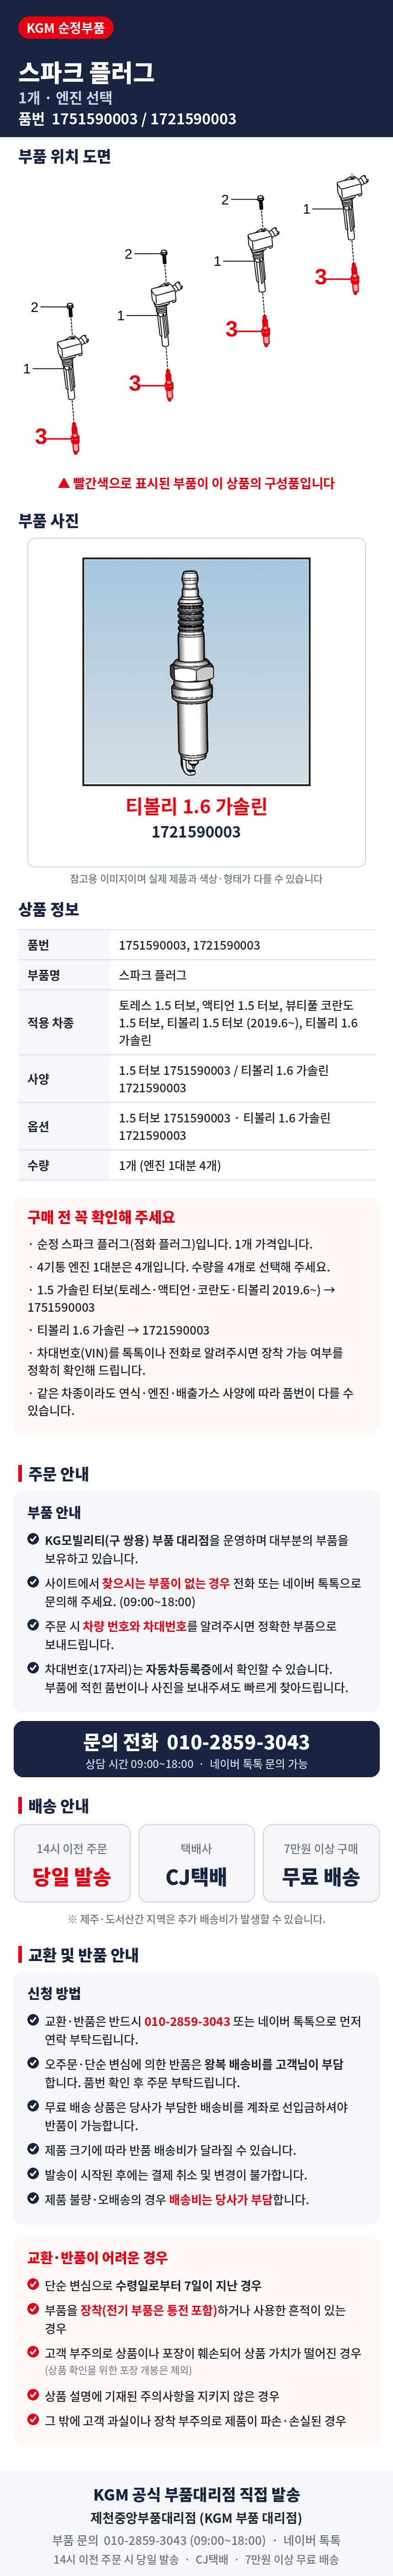 KGM 순정부품
스파크 플러그
1개 · 엔진 선택
품번 1751590003 / 1721590003
부품 위치 도면
1
2
3
1
2
3
1
2
3
1
3
▲ 빨간색으로 표시된 부품이 이 상품의 구성품입니다
부품 사진
티볼리 1.6 가솔린
1721590003
참고용 이미지이며 실제 제품과 색상·형태가 다를 수 있습니다
상품 정보
품번 1751590003, 1721590003
부품명 스파크 플러그
적용 차종 토레스 1.5 터보, 액티언 1.5 터보, 뷰티풀 코란도
1.5 터보, 티볼리 1.5 터보 (2019.6~), 티볼리 1.6
가솔린
사양 1.5 터보 1751590003 / 티볼리 1.6 가솔린
1721590003
옵션 1.5 터보 1751590003 · 티볼리 1.6 가솔린
1721590003
수량 1개 (엔진 1대분 4개)
구매 전 꼭 확인해 주세요
· 순정 스파크 플러그(점화 플러그)입니다. 1개 가격입니다.
· 4기통 엔진 1대분은 4개입니다. 수량을 4개로 선택해 주세요.
· 1.5 가솔린 터보(토레스·액티언·코란도·티볼리 2019.6~) →
1751590003
· 티볼리 1.6 가솔린 → 1721590003
· 차대번호(VIN)를 톡톡이나 전화로 알려주시면 장착 가능 여부를
정확히 확인해 드립니다.
· 같은 차종이라도 연식·엔진·배출가스 사양에 따라 품번이 다를 수
있습니다.
주문 안내
부품 안내
KG모빌리티(구 쌍용) 부품 대리점을 운영하며 대부분의 부품을
보유하고 있습니다.
사이트에서 찾으시는 부품이 없는 경우 전화 또는 네이버 톡톡으로
문의해 주세요. (09:00~18:00)
주문 시 차량 번호와 차대번호를 알려주시면 정확한 부품으로
보내드립니다.
차대번호(17자리)는 자동차등록증에서 확인할 수 있습니다.
부품에 적힌 품번이나 사진을 보내주셔도 빠르게 찾아드립니다.
문의 전화 010-2859-3043
상담 시간 09:00~18:00 · 네이버 톡톡 문의 가능
배송 안내
14시 이전 주문
당일 발송
택배사
CJ택배
7만원 이상 구매
무료 배송
※ 제주·도서산간 지역은 추가 배송비가 발생할 수 있습니다.
교환 및 반품 안내
신청 방법
교환·반품은 반드시 010-2859-3043 또는 네이버 톡톡으로 먼저
연락 부탁드립니다.
오주문·단순 변심에 의한 반품은 왕복 배송비를 고객님이 부담
합니다. 품번 확인 후 주문 부탁드립니다.
무료 배송 상품은 당사가 부담한 배송비를 계좌로 선입금하셔야
반품이 가능합니다.
제품 크기에 따라 반품 배송비가 달라질 수 있습니다.
발송이 시작된 후에는 결제 취소 및 변경이 불가합니다.
제품 불량·오배송의 경우 배송비는 당사가 부담합니다.
교환·반품이 어려운 경우
단순 변심으로 수령일로부터 7일이 지난 경우
부품을 장착(전기 부품은 통전 포함)하거나 사용한 흔적이 있는
경우
고객 부주의로 상품이나 포장이 훼손되어 상품 가치가 떨어진 경우
(상품 확인을 위한 포장 개봉은 제외)
상품 설명에 기재된 주의사항을 지키지 않은 경우
그 밖에 고객 과실이나 장착 부주의로 제품이 파손·손실된 경우
KGM 공식 부품대리점 직접 발송
제천중앙부품대리점 (KGM 부품 대리점)
부품 문의 010-2859-3043 (09:00~18:00) · 네이버 톡톡
14시 이전 주문 시 당일 발송 · CJ택배 · 7만원 이상 무료 배송